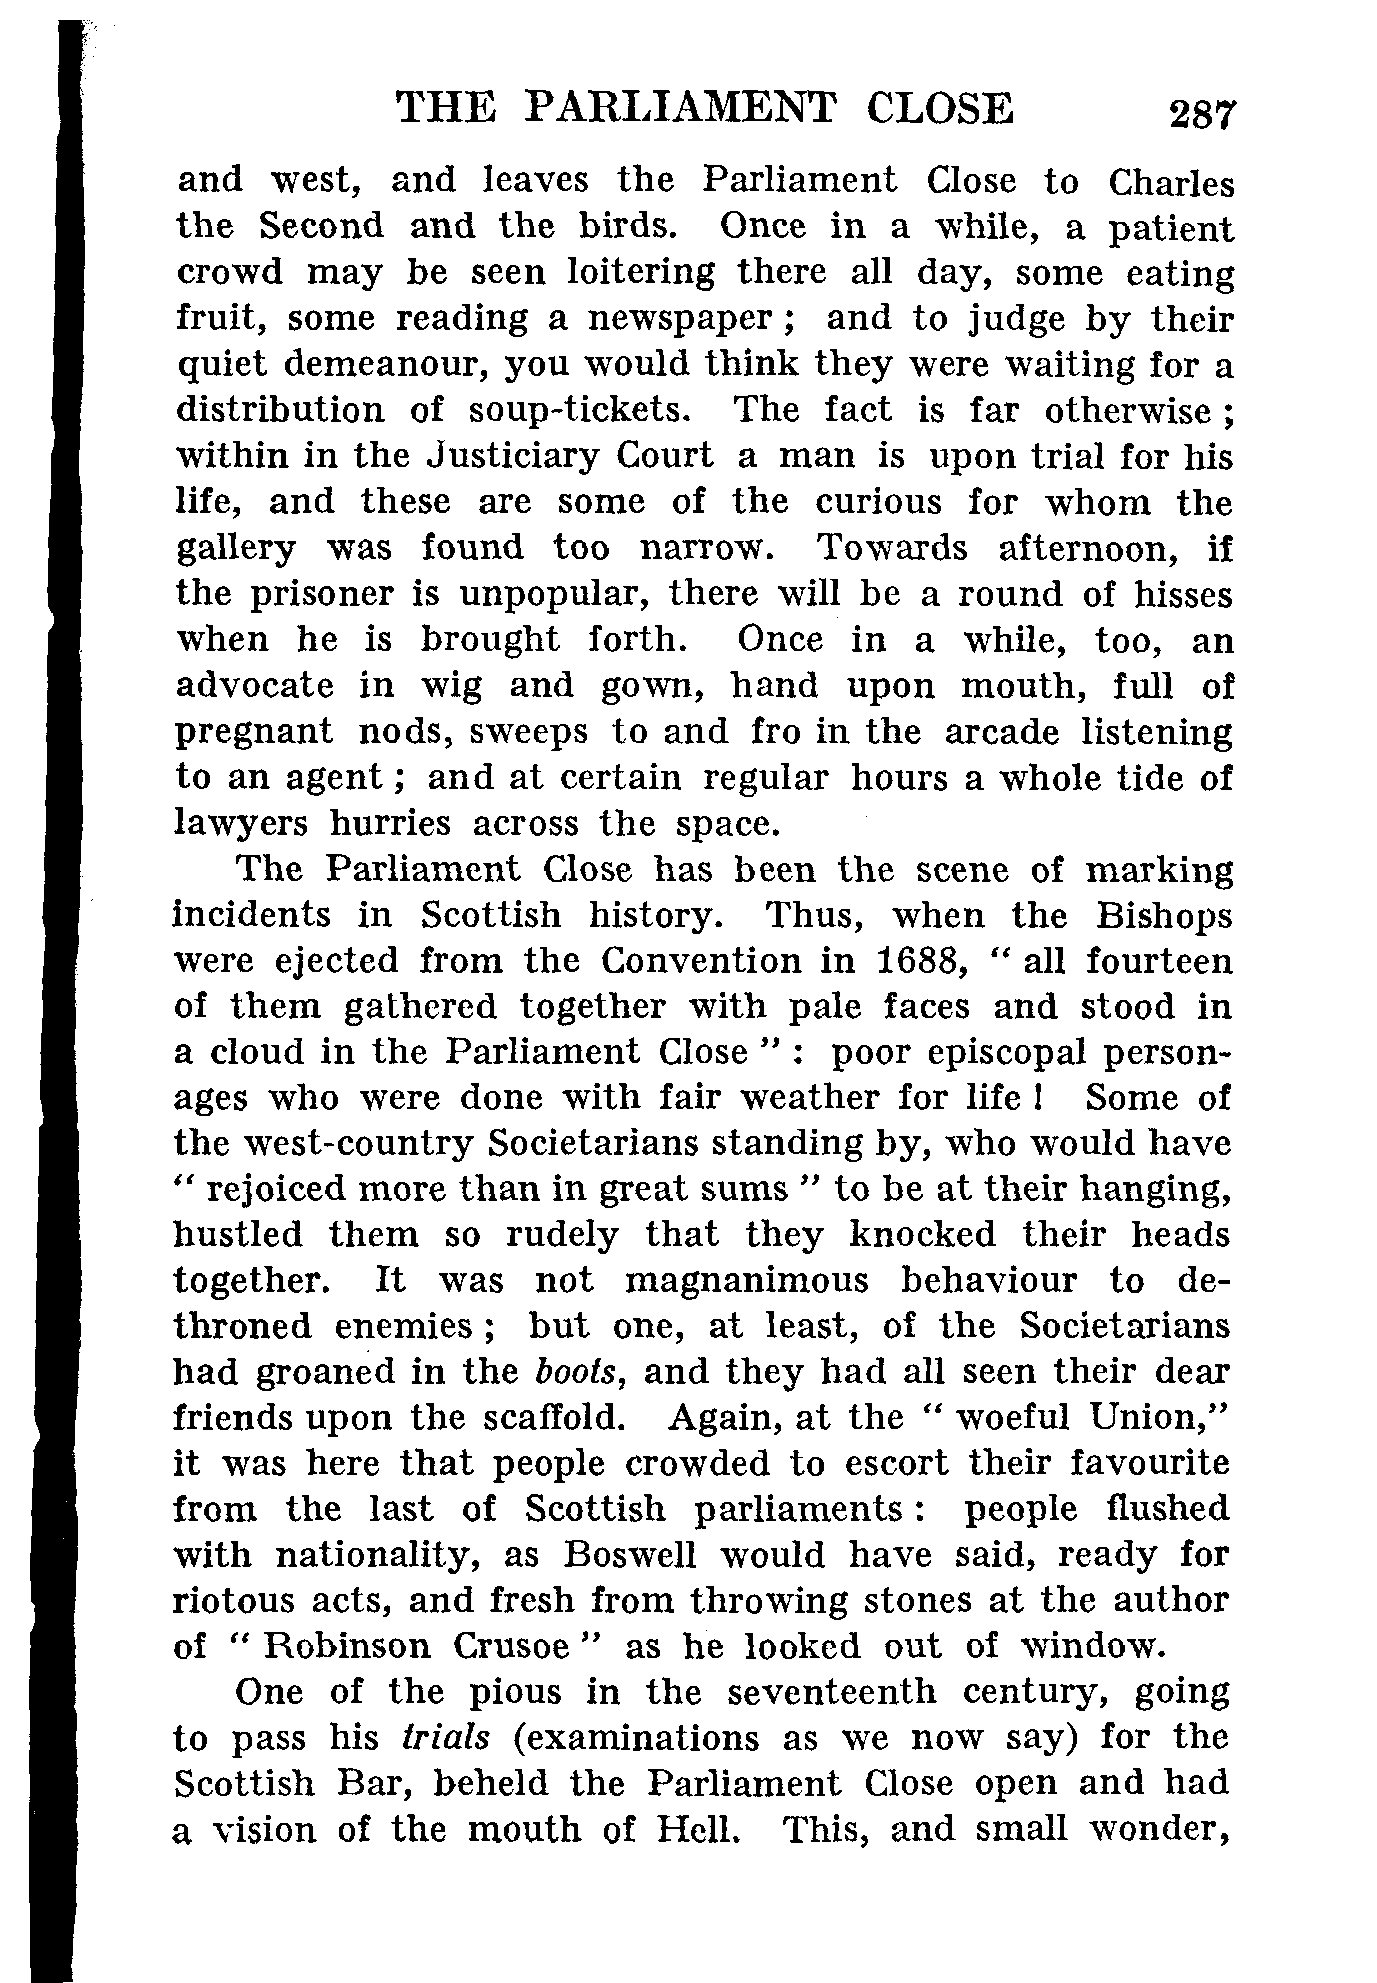 THE PARLIAMENT CLOSE 287
and west, and leaves the Parliament Close to Charles
the Second and the birds. Once in a while, a patient
crowd may be seen loitering there all day, some eating
fruit, some reading a newspaper ; and to judge by their
quiet demeanour, you would think they were waiting for a
distribution of soup-tickets. The fact is far otherwise ;
within in the Justiciary Court a man is upon trial for his
life, and these are some of the curious for whom the
gallery was found too narrow. Towards afternoon, if
the prisoner is unpopular, there will be a round of hisses
when he is brought forth. Once in a while, too, an
advocate in wig and gown, hand upon mouth, full of
pregnant nods, sweeps to and fro in the arcade listening
to an agent ; and at certain regular hours a whole tide of
lawyers hurries across the space.
The Parliament Close has been the scene of marking
incidents in Scottish history. Thus, when the Bishops
were ejected from the Convention in 1688, “ all fourteen
of them gathered together with pale faces and stood in
a cloud in the Parliament Close ” : poor episcopal person-
ages who were done with fair weather for life ! Some of
the west-country Societarians standing by, who would have
“ rejoiced more than in great sums ” to be at their hanging,
hustled them so rudely that they knocked their heads
together. It was not magnanimous behaviour to de-
throned enemies ; but one, at least, of the Societarians
had groaned in the boots, and they had all seen their dear
friends upon the scaffold. Again, at the “ woeful Union,”
it was here that people crowded to escort their favourite
from the last of Scottish parliaments : people flushed
with nationality, as Boswell would have said, ready for
riotous acts, and fresh from throwing stones at the author
of “ Robinson Crusoe ” as he looked out of window.
One of the pious in the seventeenth century, going
to pass his trials (examinations as we now say) for the
Scottish Bar, beheld the Parliament Close open and had
a vision of the mouth of Hell. This, and small wonder,